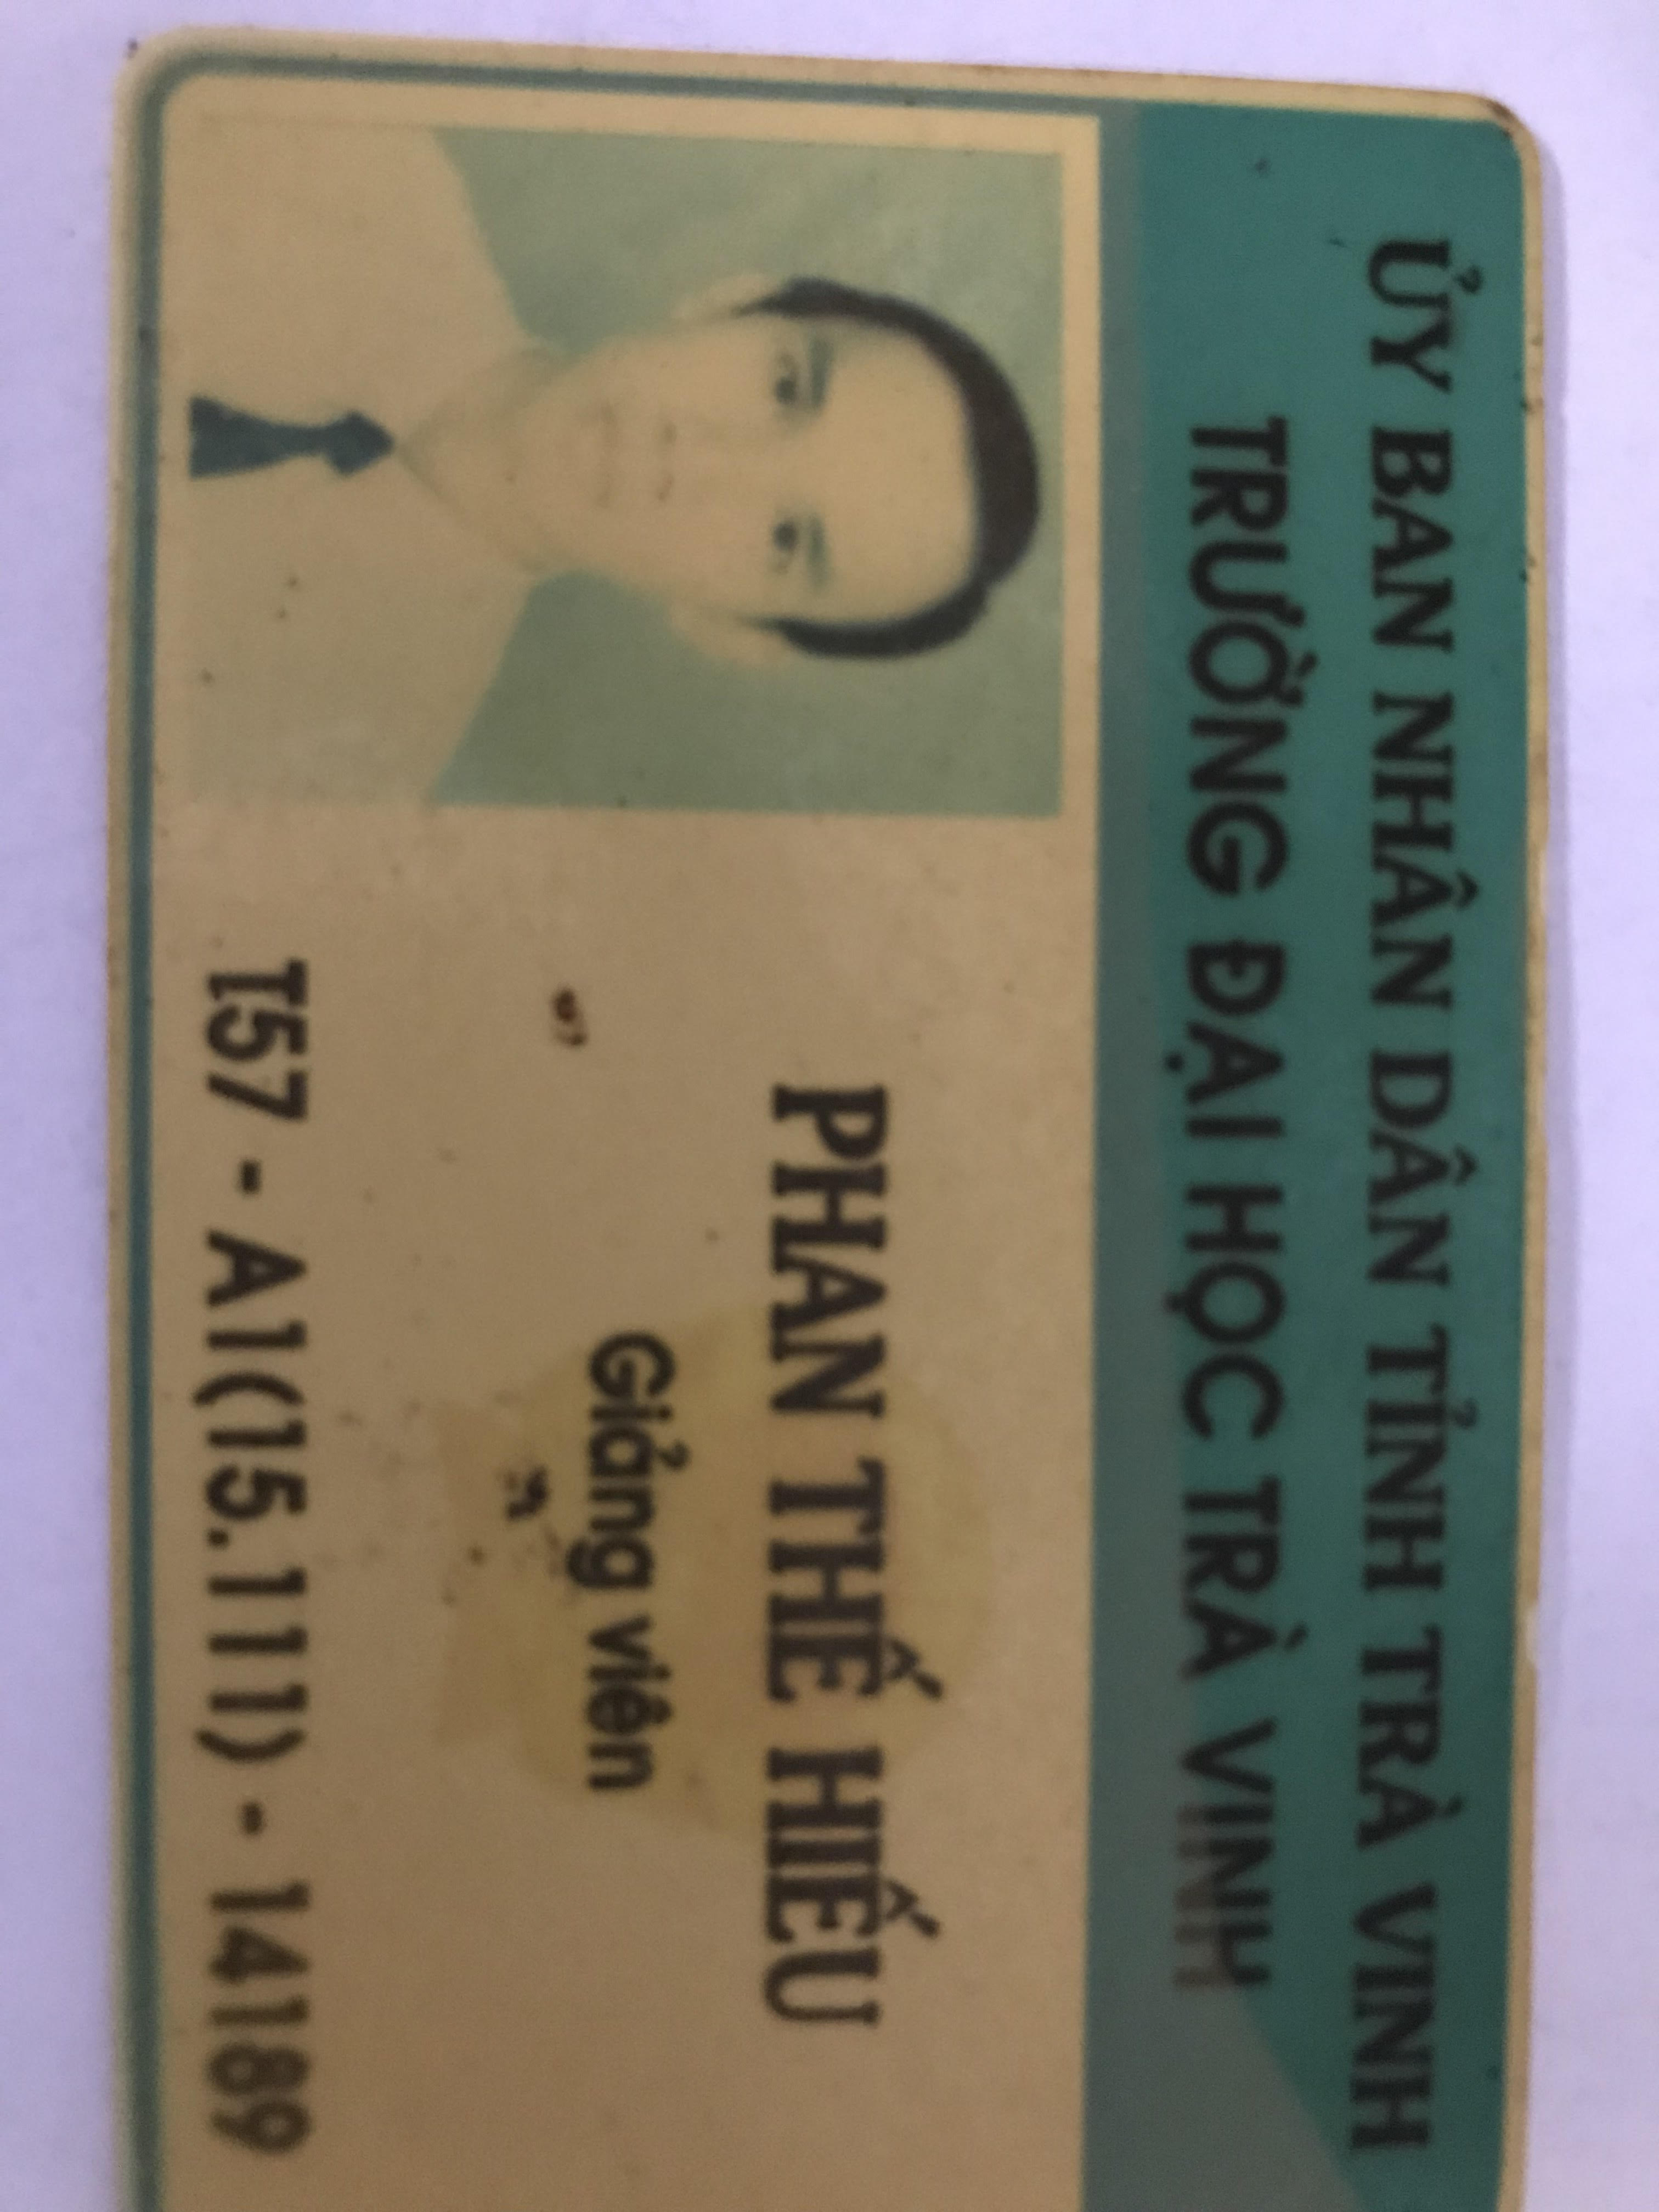 ỦY BAN NHÂN DÂN TỈNH TRÀ VINH
TRƯỜNG ĐẠI HỌC TRÀ VINH
PHAN THẾ HIẾU
Giảng viên
T57 - A1(15.111) - 14189